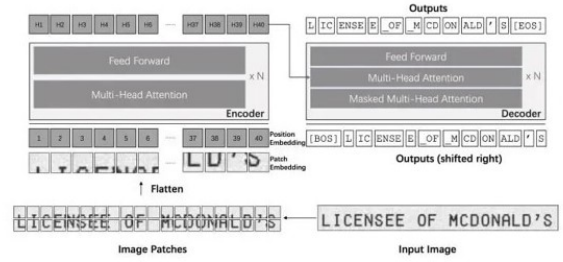 Outputs
H1 H2 H3 H4 H5 H6 ...... H37 H38 H39 H40
L IC ENSE E _OF _M CD ON ALD ' S [EOS]
Feed Forward
Multi-Head Attention
x N
Encoder
Feed Forward
Multi-Head Attention
Masked Multi-Head Attention
x N
Decoder
1 2 3 4 5 6 ...... 37 38 39 40
Position Embedding
[BOS] L IC ENSE E _OF _M CD ON ALD ' S
Patch Embedding
Outputs (shifted right)
Flatten
LICENSEE OF MCDONALD'S
LICENSEE OF MCDONALD'S
Image Patches
Input Image